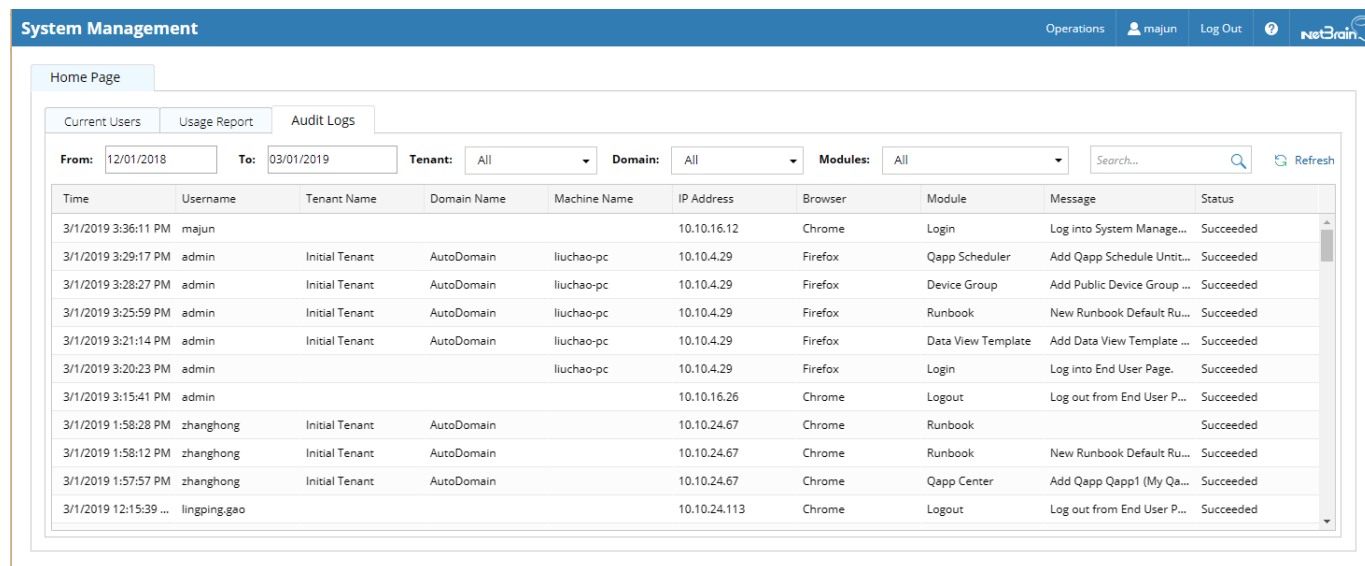 System Management Operations majun Log Out ? NetBrain
Home Page
Current Users Usage Report Audit Logs
From: 12/01/2018 To: 03/01/2019 Tenant: All Domain: All Modules: All Search... Refresh
Time Username Tenant Name Domain Name Machine Name IP Address Browser Module Message Status
3/1/2019 3:36:11 PM majun 10.10.16.12 Chrome Login Log into System Manage... Succeeded
3/1/2019 3:29:17 PM admin Initial Tenant AutoDomain liuchao-pc 10.10.4.29 Firefox Qapp Scheduler Add Qapp Schedule Untit... Succeeded
3/1/2019 3:28:27 PM admin Initial Tenant AutoDomain liuchao-pc 10.10.4.29 Firefox Device Group Add Public Device Group ... Succeeded
3/1/2019 3:25:59 PM admin Initial Tenant AutoDomain liuchao-pc 10.10.4.29 Firefox Runbook New Runbook Default Ru... Succeeded
3/1/2019 3:21:14 PM admin Initial Tenant AutoDomain liuchao-pc 10.10.4.29 Firefox Data View Template Add Data View Template ... Succeeded
3/1/2019 3:20:23 PM admin liuchao-pc 10.10.4.29 Firefox Login Log into End User Page. Succeeded
3/1/2019 3:15:41 PM admin 10.10.16.26 Chrome Logout Log out from End User P... Succeeded
3/1/2019 1:58:28 PM zhanghong Initial Tenant AutoDomain 10.10.24.67 Chrome Runbook Succeeded
3/1/2019 1:58:12 PM zhanghong Initial Tenant AutoDomain 10.10.24.67 Chrome Runbook New Runbook Default Ru... Succeeded
3/1/2019 1:57:57 PM zhanghong Initial Tenant AutoDomain 10.10.24.67 Chrome Qapp Center Add Qapp Qapp1 (My Qa... Succeeded
3/1/2019 12:15:39 ... lingping.gao 10.10.24.113 Chrome Logout Log out from End User P... Succeeded